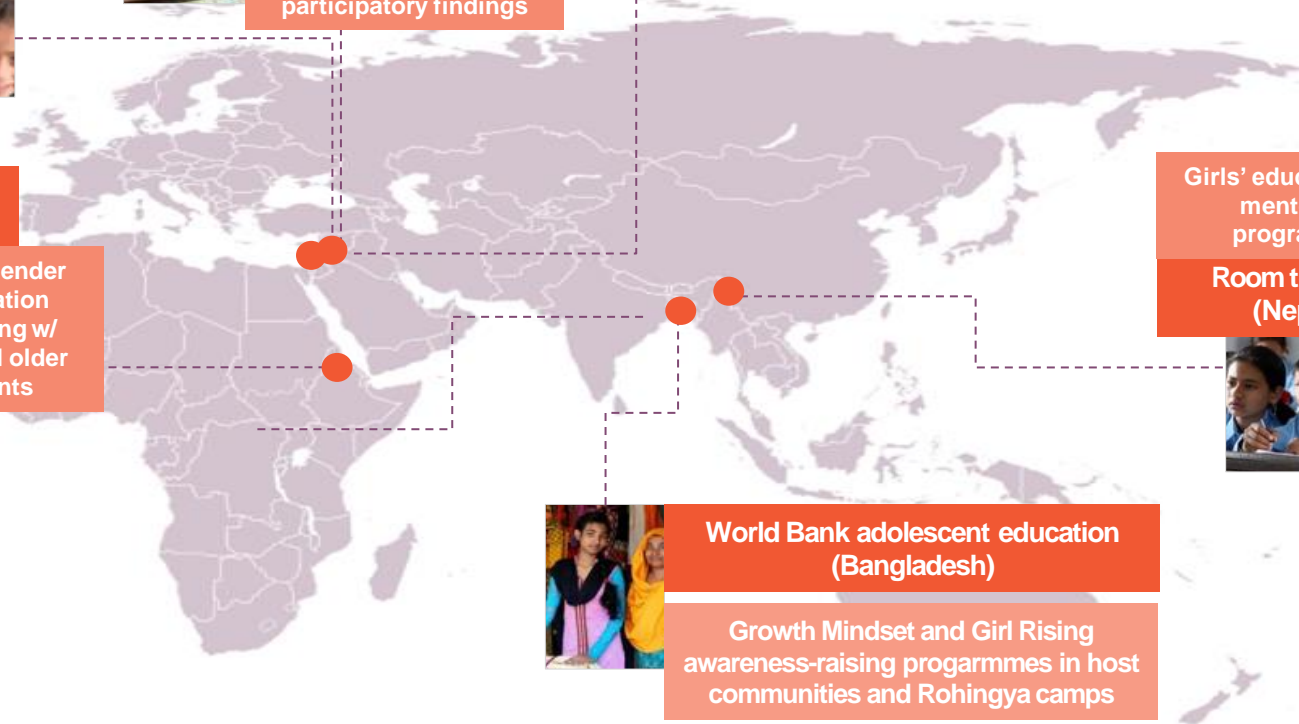 participatory findings
Girls' educ
ment
progra
Room t
(Nep
ender
ation
ng w/
l older
nts
World Bank adolescent education
(Bangladesh)
Growth Mindset and Girl Rising
awareness-raising progarmmes in host
communities and Rohingya camps